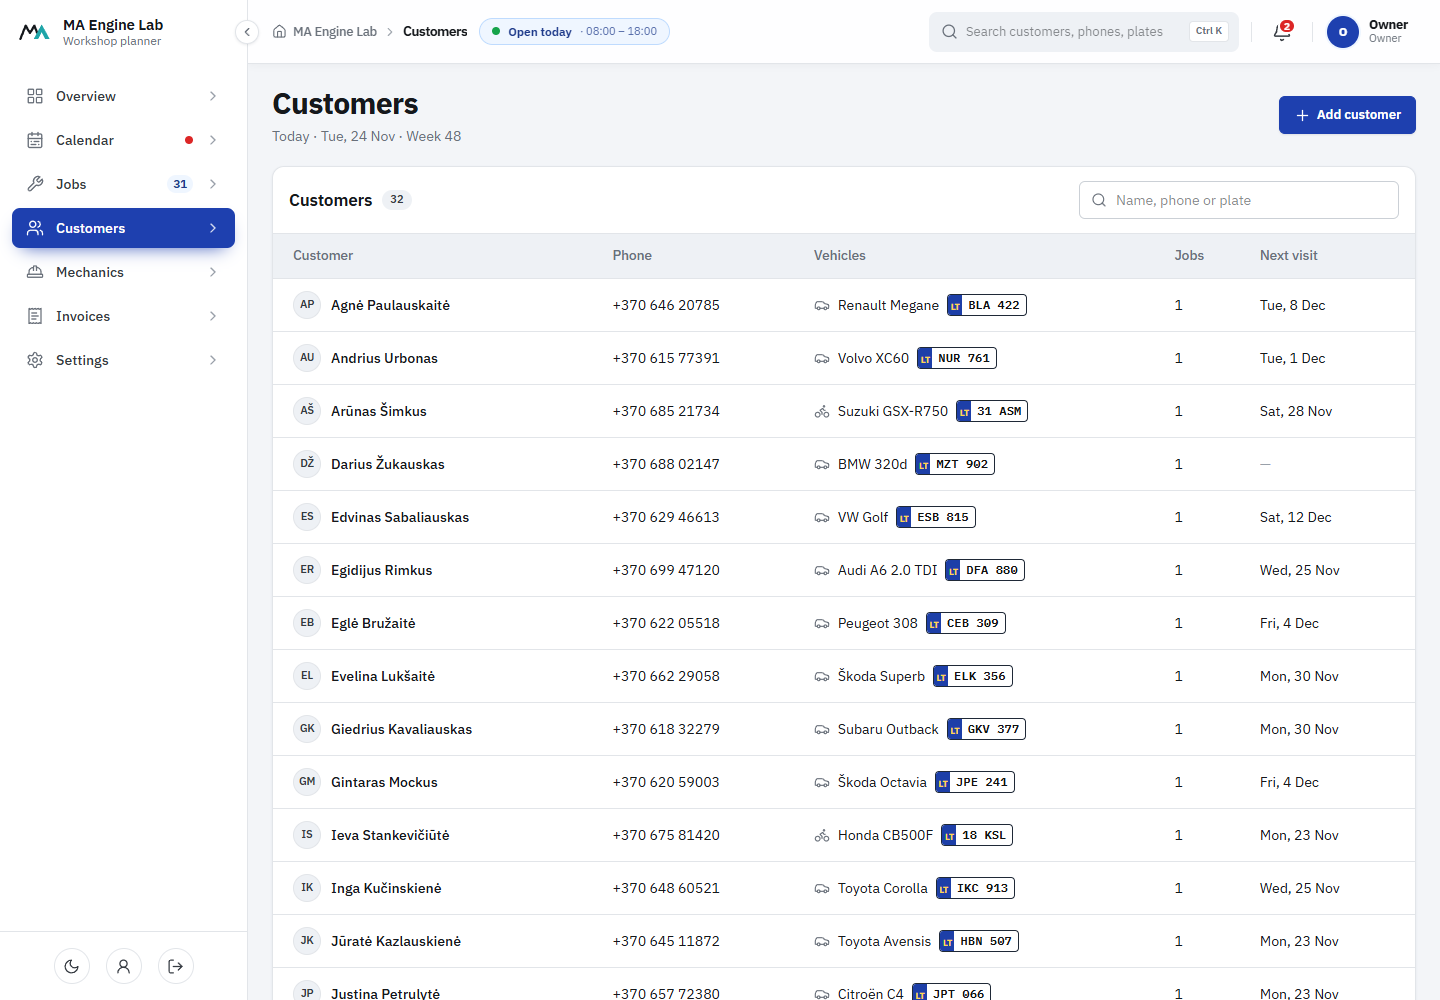 MA Engine Lab
Workshop planner
MA Engine Lab
Customers
Open today · 08:00 – 18:00
Search customers, phones, plates
Ctrl K
2
O
Owner
Owner
Overview
Calendar
Jobs
31
Customers
Mechanics
Invoices
Settings
Customers
Today · Tue, 24 Nov · Week 48
Add customer
Customers 32
Name, phone or plate
Customer Phone Vehicles Jobs Next visit
AP Agnė Paulauskaitė +370 646 20785 Renault Megane LT BLA 422 1 Tue, 8 Dec
AU Andrius Urbonas +370 615 77391 Volvo XC60 LT NUR 761 1 Tue, 1 Dec
AŠ Arūnas Šimkus +370 685 21734 Suzuki GSX-R750 LT 31 ASM 1 Sat, 28 Nov
DŽ Darius Žukauskas +370 688 02147 BMW 320d LT MZT 902 1 —
ES Edvinas Sabaliauskas +370 629 46613 VW Golf LT ESB 815 1 Sat, 12 Dec
ER Egidijus Rimkus +370 699 47120 Audi A6 2.0 TDI LT DFA 880 1 Wed, 25 Nov
EB Eglė Bružaitė +370 622 05518 Peugeot 308 LT CEB 309 1 Fri, 4 Dec
EL Evelina Lukšaitė +370 662 29058 Škoda Superb LT ELK 356 1 Mon, 30 Nov
GK Giedrius Kavaliauskas +370 618 32279 Subaru Outback LT GKV 377 1 Mon, 30 Nov
GM Gintaras Mockus +370 620 59003 Škoda Octavia LT JPE 241 1 Fri, 4 Dec
IS Ieva Stankevičiūtė +370 675 81420 Honda CB500F LT 18 KSL 1 Mon, 23 Nov
IK Inga Kučinskienė +370 648 60521 Toyota Corolla LT IKC 913 1 Wed, 25 Nov
JK Jūratė Kazlauskienė +370 645 11872 Toyota Avensis LT HBN 507 1 Mon, 23 Nov
JP Justina Petrulytė +370 657 72380 Citroën C4 LT JPT 066 1 Mon, 23 Nov